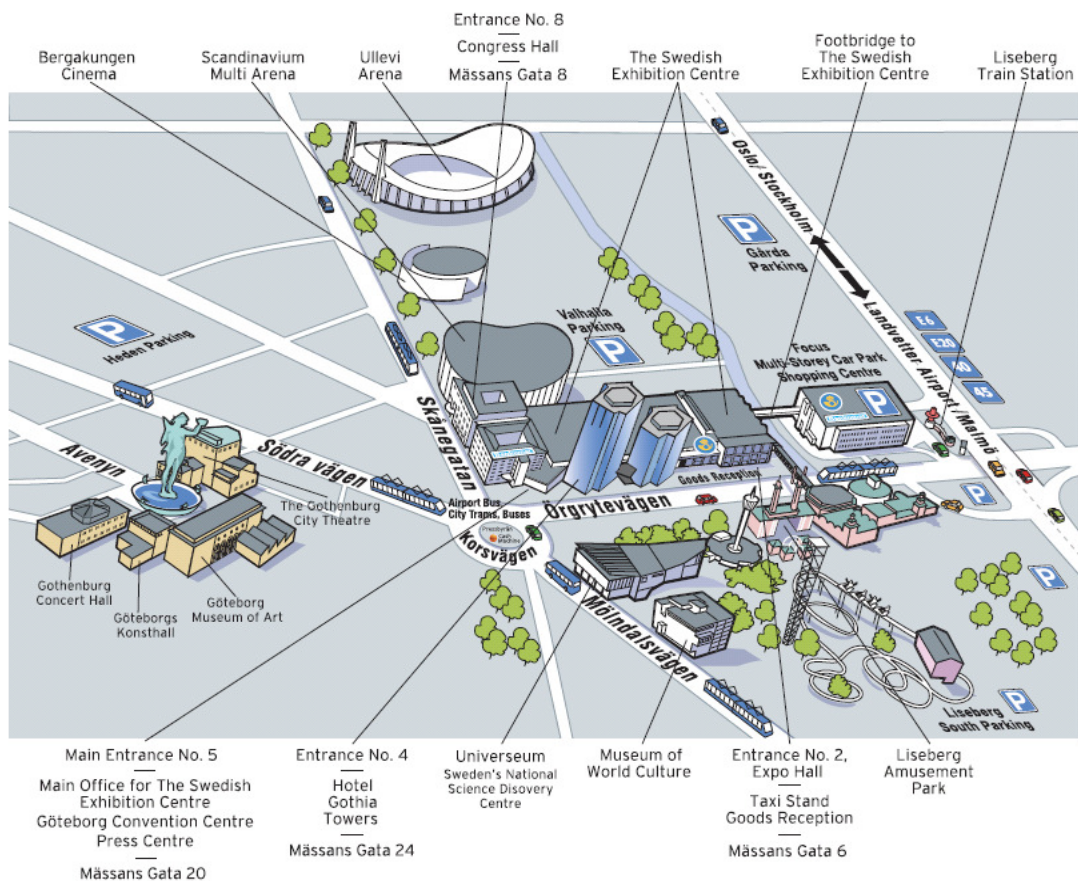 Entrance No. 8
Congress Hall
Mässans Gata 8
Bergakungen
Cinema
Scandinavium
Multi Arena
Ullevi
Arena
The Swedish
Exhibition Centre
Footbridge to
The Swedish
Exhibition Centre
Liseberg
Train Station
Oslo/Stockholm
P
Gårda
Parking
Landvetter Airport/Malmö
E6
E20
40
45
P
Heden Parking
Valhalla
Parking
P
Focus
Multi-Storey Car Park
Shopping Centre
P
Skånegatan
Avenyn
Södra vägen
The Gothenburg
City Theatre
Airport Bus
City Trams, Buses
Goods Reception
Örgrytevägen
P
Pressbyrån
Cash
Machine
Korsvägen
Gothenburg
Concert Hall
Göteborgs
Konsthall
Göteborg
Museum of Art
Mölndalsvägen
P
P
Liseberg
South Parking
Main Entrance No. 5
Main Office for The Swedish
Exhibition Centre
Göteborg Convention Centre
Press Centre
Mässans Gata 20
Entrance No. 4
Hotel
Gothia
Towers
Mässans Gata 24
Universeum
Sweden's National
Science Disovery
Centre
Museum of
World Culture
Entrance No. 2,
Expo Hall
Taxi Stand
Goods Reception
Mässans Gata 6
Liseberg
Amusement
Park